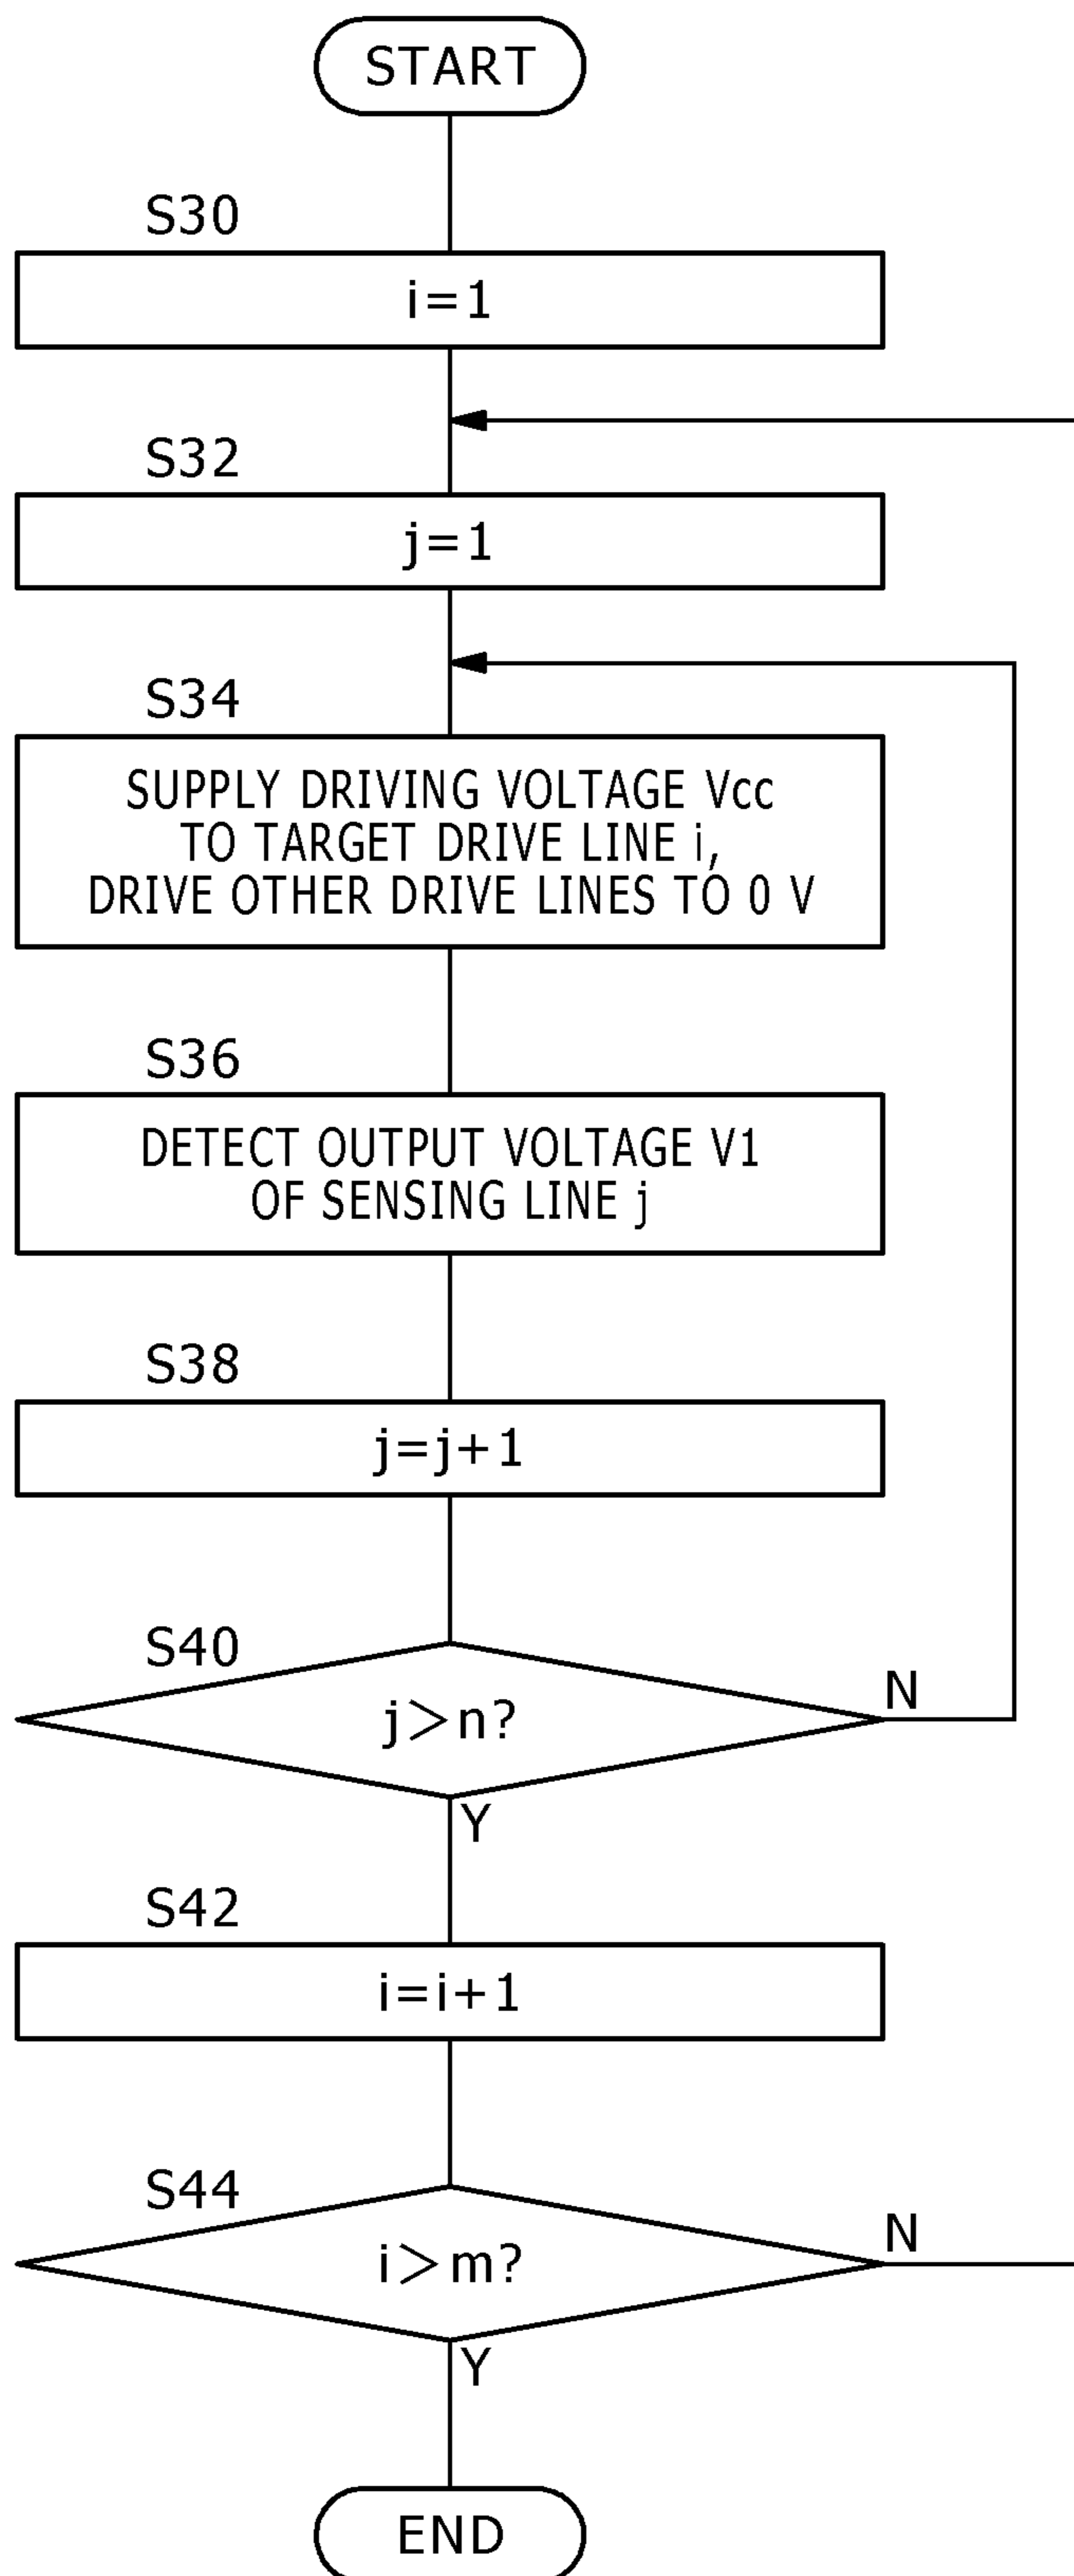 START
S30
i=1
S32
j=1
S34
SUPPLY DRIVING VOLTAGE Vcc
TO TARGET DRIVE LINE i,
DRIVE OTHER DRIVE LINES TO 0 V
S36
DETECT OUTPUT VOLTAGE V1
OF SENSING LINE j
S38
j=j+1
S40
j>n?
N
Y
S42
i=i+1
S44
i>m?
N
Y
END